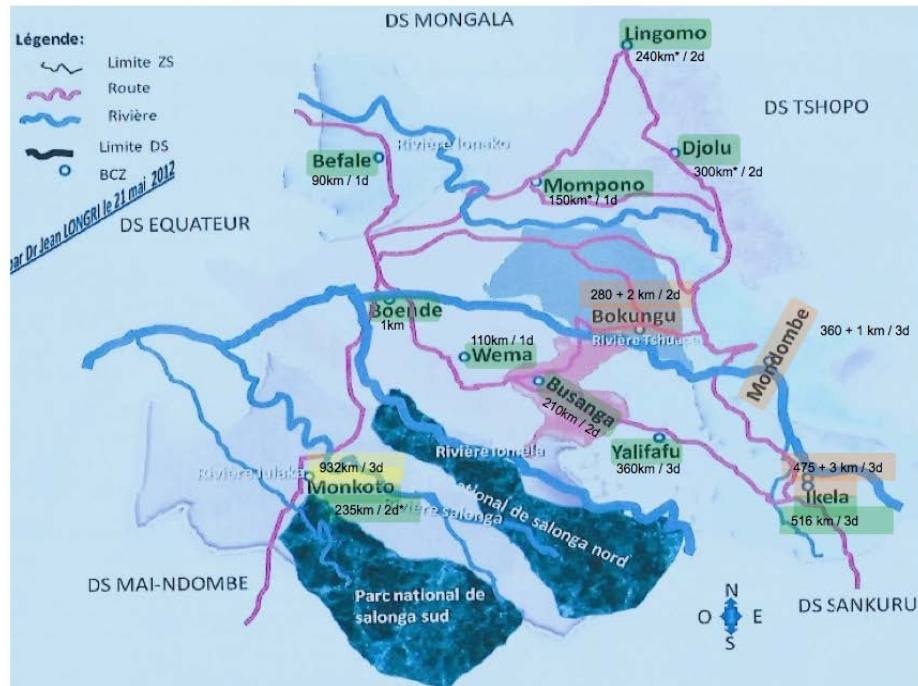 DS MONGALA
Légende:
Limite ZS
Route
Rivière
Limite DS
BCZ
par Dr Jean LONGRI le 21 mai 2012
DS EQUATEUR
Lingomo
240km* / 2d
DS TSHOPO
Rivière lonako
Befale
90km / 1d
Djolu
300km* / 2d
Mompono
150km* / 1d
280 + 2 km / 2d
Bokungu
Rivière Tshuapa
Boende
1km
110km / 1d
Wema
360 + 1 km / 3d
Mondombe
Busanga
210km / 2d
Rivière lomela
Yalifafu
360km / 3d
932km / 3d
Rivière lulaka
Monkoto
235km / 2d*
Rivière salonga
national de salonga nord
475 + 3 km / 3d
Ikela
516 km / 3d
DS MAI-NDOMBE
Parc national de
salonga sud
N
O E
S
DS SANKURU